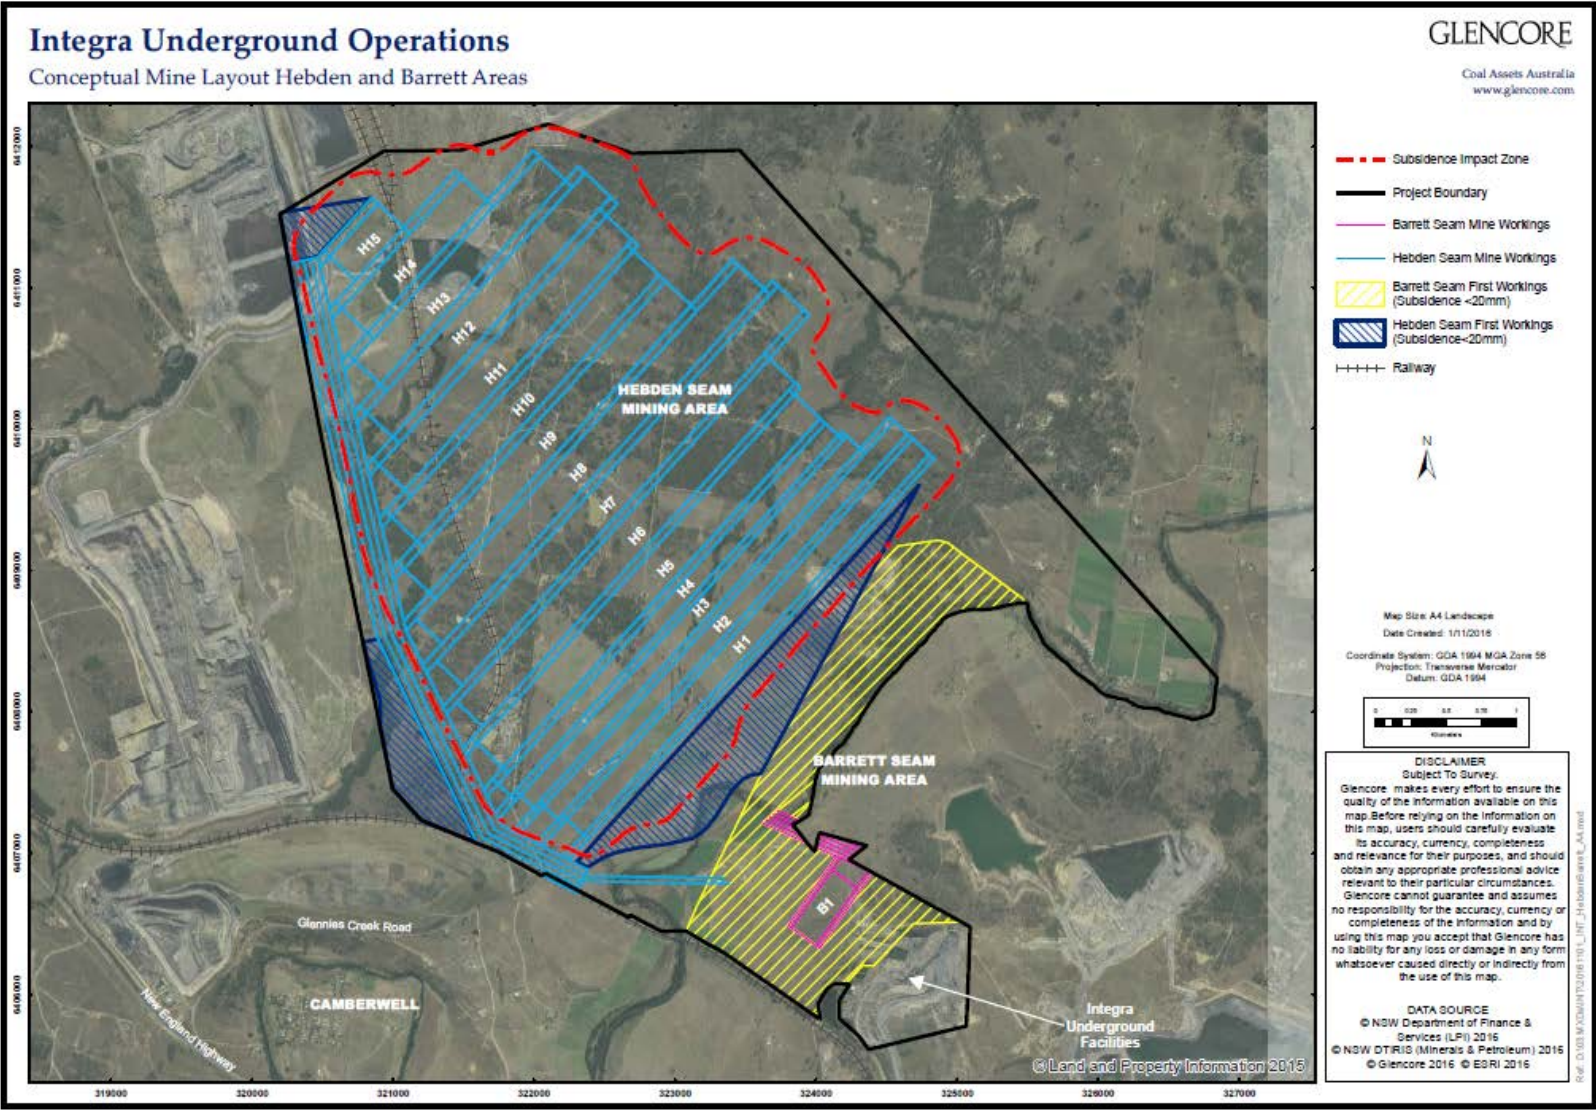 Integra Underground Operations
Conceptual Mine Layout Hebden and Barrett Areas
GLENCORE
Coal Assets Australia
www.glencore.com
6412000
6411000
6410000
6409000
6408000
6407000
6406000
319000
320000
321000
322000
323000
324000
325000
326000
327000
H15
H14
H13
H12
H11
H10
H9
H8
H7
H6
H5
H4
H3
H2
H1
HEBDEN SEAM
MINING AREA
BARRETT SEAM
MINING AREA
B1
Glennies Creek Road
CAMBERWELL
New England Highway
Integra
Underground
Facilities
© Land and Property Information 2015
Subsidence Impact Zone
Project Boundary
Barrett Seam Mine Workings
Hebden Seam Mine Workings
Barrett Seam First Workings
(Subsidence <20mm)
Hebden Seam First Workings
(Subsidence<20mm)
Railway
N
Map Size: A4 Landscape
Date Created: 1/11/2016
Coordinate System: GDA 1994 MGA Zone 56
Projection: Transverse Mercator
Datum: GDA 1994
0 0.25 0.5 0.75 1
Kilometers
DISCLAIMER
Subject To Survey.
Glencore makes every effort to ensure the
quality of the information available on this
map.Before relying on the information on
this map, users should carefully evaluate
its accuracy, currency, completeness
and relevance for their purposes, and should
obtain any appropriate professional advice
relevant to their particular circumstances.
Glencore cannot guarantee and assumes
no responsibility for the accuracy, currency or
completeness of the information and by
using this map you accept that Glencore has
no liability for any loss or damage in any form
whatsoever caused directly or indirectly from
the use of this map.
DATA SOURCE
© NSW Department of Finance &
Services (LPI) 2016
© NSW DTIRIS (Minerals & Petroleum) 2016
© Glencore 2016 © ESRI 2016